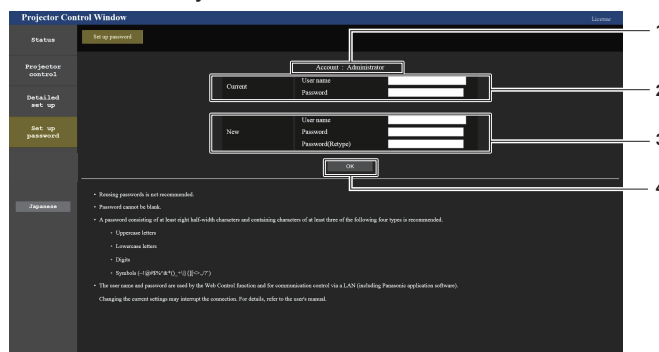 Projector Control Window
License
Status
Set up password
1
Account : Administrator
Projector control
Current
User name
Password
2
Detailed set up
Set up password
New
User name
Password
Password(Retype)
3
OK
4
Japanese
• Reusing passwords is not recommended.
• Password cannot be blank.
• A password consisting of at least eight half-width characters and containing characters of at least three of the following four types is recommended.
• Uppercase letters
• Lowercase letters
• Digits
• Symbols
• The user name and password are used by the Web Control function and for communication control via a LAN (including Panasonic application software).
Changing the current settings may interrupt the connection. For details, refer to the user's manual.